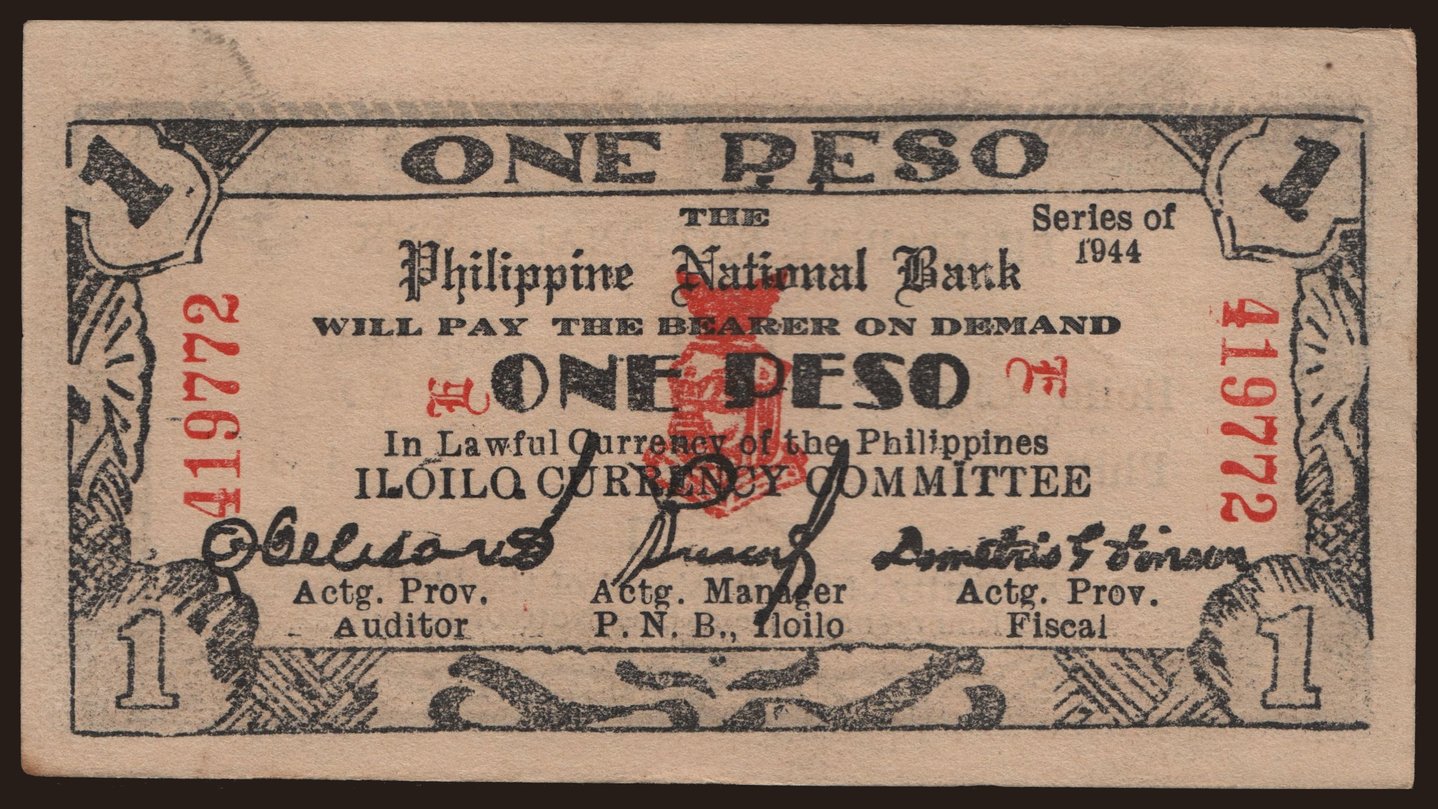 1 ONE PESO 1
THE
Series of
1944
Philippine National Bank
WILL PAY THE BEARER ON DEMAND
ONE PESO
In Lawful Currency of the Philippines
ILOILO CURRENCY COMMITTEE
419772
419772
Actg. Prov.
Auditor
Actg. Manager
P. N. B., Iloilo
Actg. Prov.
Fiscal
1
1